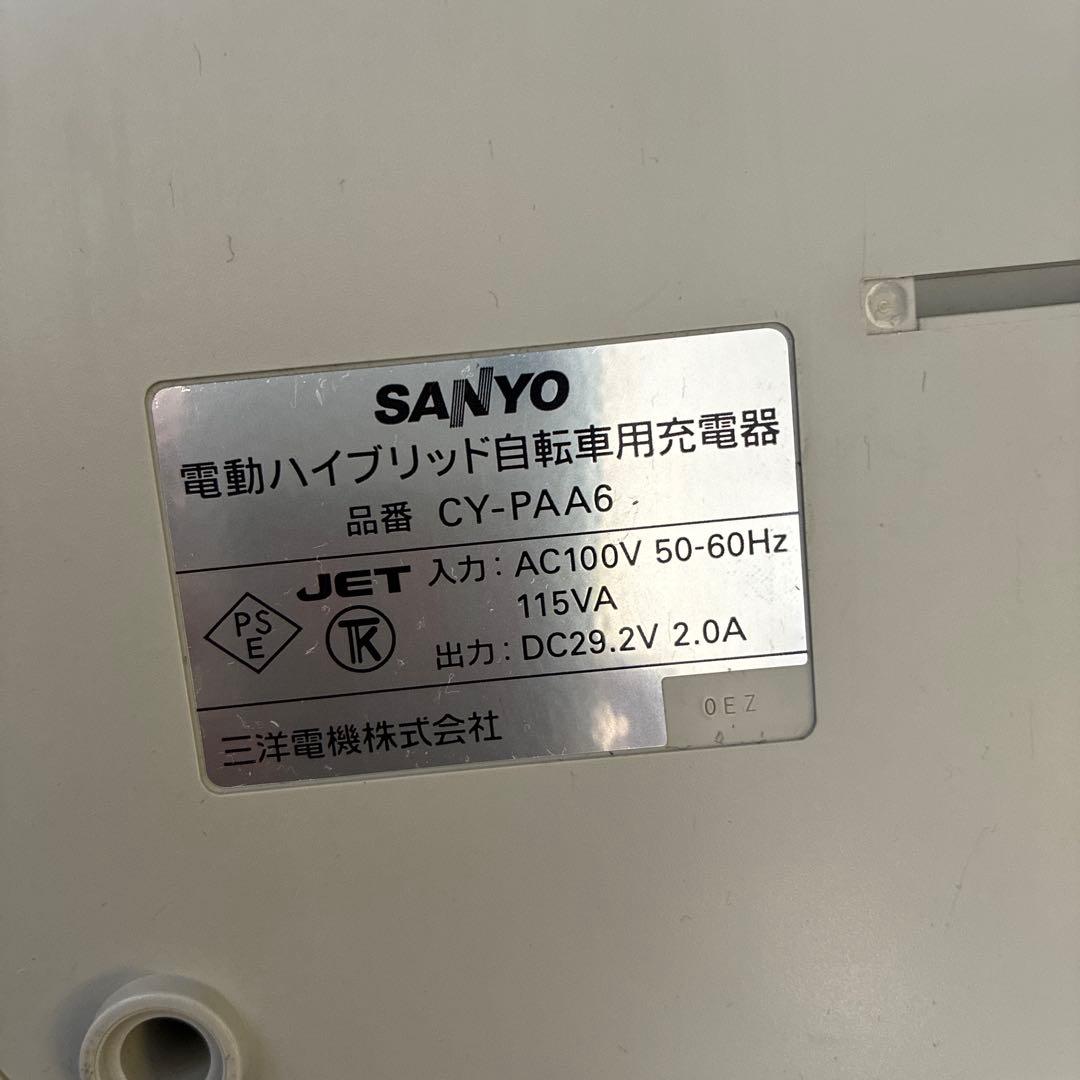 SANYO
電動ハイブリッド自転車用充電器
品番 CY-PAA6
JET 入力: AC100V 50-60Hz
115VA
PSE TK 出力: DC29.2V 2.0A
三洋電機株式会社
0EZ